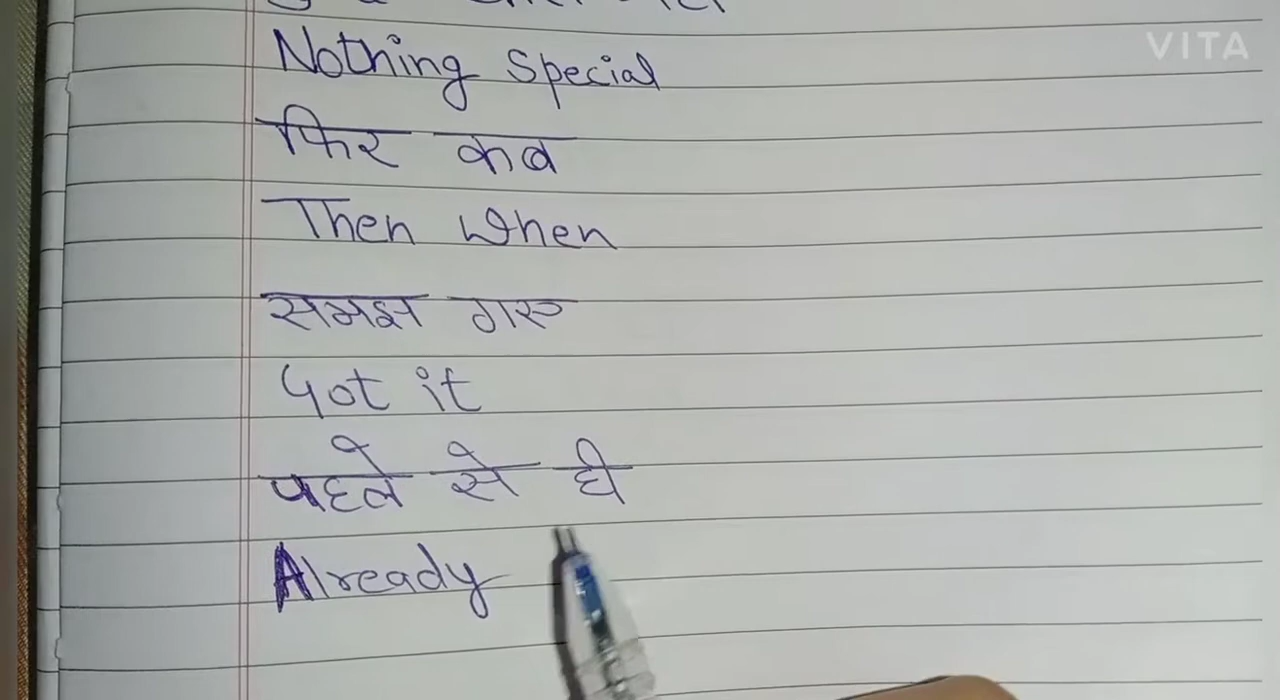 VITA
Nothing Special
फिर कब
Then when
समझ गए
Got it
पहले से ही
Already